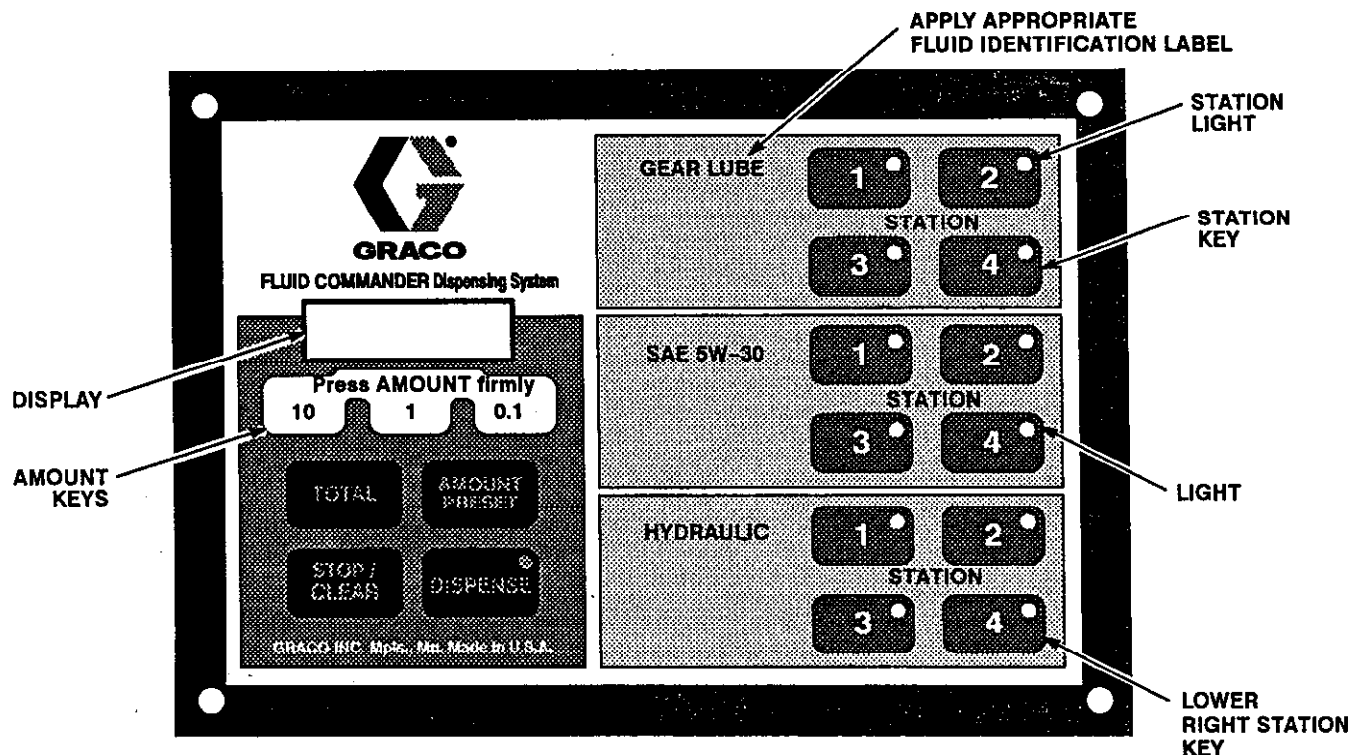 APPLY APPROPRIATE
FLUID IDENTIFICATION LABEL
STATION
LIGHT
STATION
KEY
GRACO
FLUID COMMANDER Dispensing System
DISPLAY
Press AMOUNT firmly
10 1 0.1
AMOUNT
KEYS
TOTAL
AMOUNT
PRESET
STOP /
CLEAR
DISPENSE
GRACO INC. Mpls., Mn. Made in U.S.A.
GEAR LUBE
1 2
STATION
3 4
SAE 5W-30
1 2
STATION
3 4
LIGHT
HYDRAULIC
1 2
STATION
3 4
LOWER
RIGHT STATION
KEY